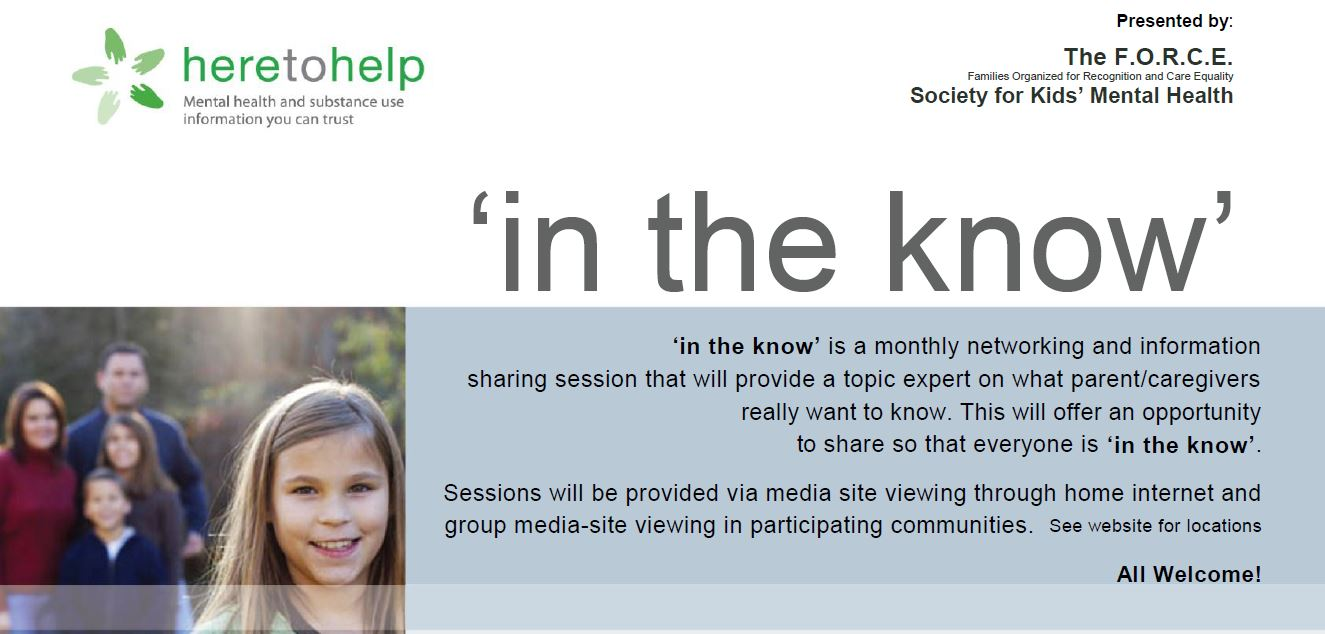 heretohelp
Mental health and substance use
information you can trust
Presented by:
The F.O.R.C.E.
Families Organized for Recognition and Care Equality
Society for Kids’ Mental Health
‘in the know’
‘in the know’ is a monthly networking and information
sharing session that will provide a topic expert on what parent/caregivers
really want to know. This will offer an opportunity
to share so that everyone is ‘in the know’.
Sessions will be provided via media site viewing through home internet and
group media-site viewing in participating communities. See website for locations
All Welcome!